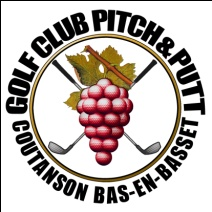 GOLF CLUB PITCH & PUTT
COUTANSON BAS-EN-BASSET